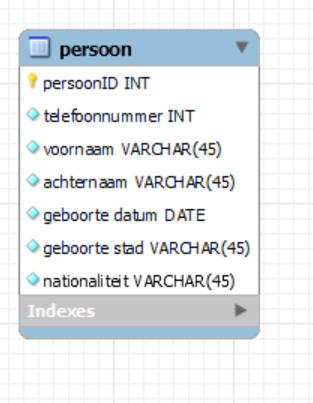 persoon
persoonID INT
telefoonnummer INT
voornaam VARCHAR(45)
achternaam VARCHAR(45)
geboorte datum DATE
geboorte stad VARCHAR(45)
nationaliteit VARCHAR(45)
Indexes